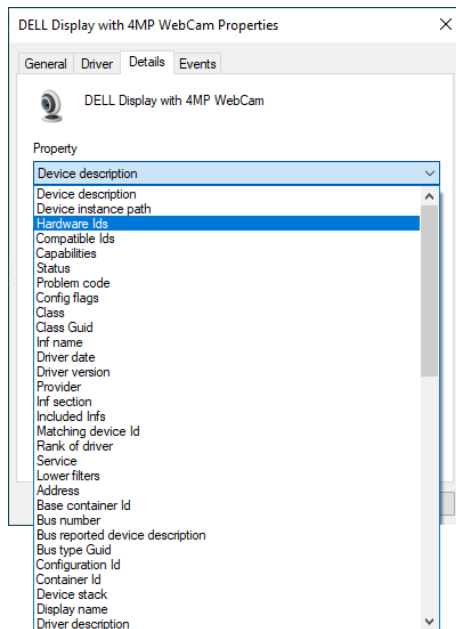 DELL Display with 4MP WebCam Properties
General Driver Details Events
DELL Display with 4MP WebCam
Property
Device description
Device description
Device instance path
Hardware Ids
Compatible Ids
Capabilities
Status
Problem code
Config flags
Class
Class Guid
Inf name
Driver date
Driver version
Provider
Inf section
Included Infs
Matching device Id
Rank of driver
Service
Lower filters
Address
Base container Id
Bus number
Bus reported device description
Bus type Guid
Configuration Id
Container Id
Device stack
Display name
Driver description